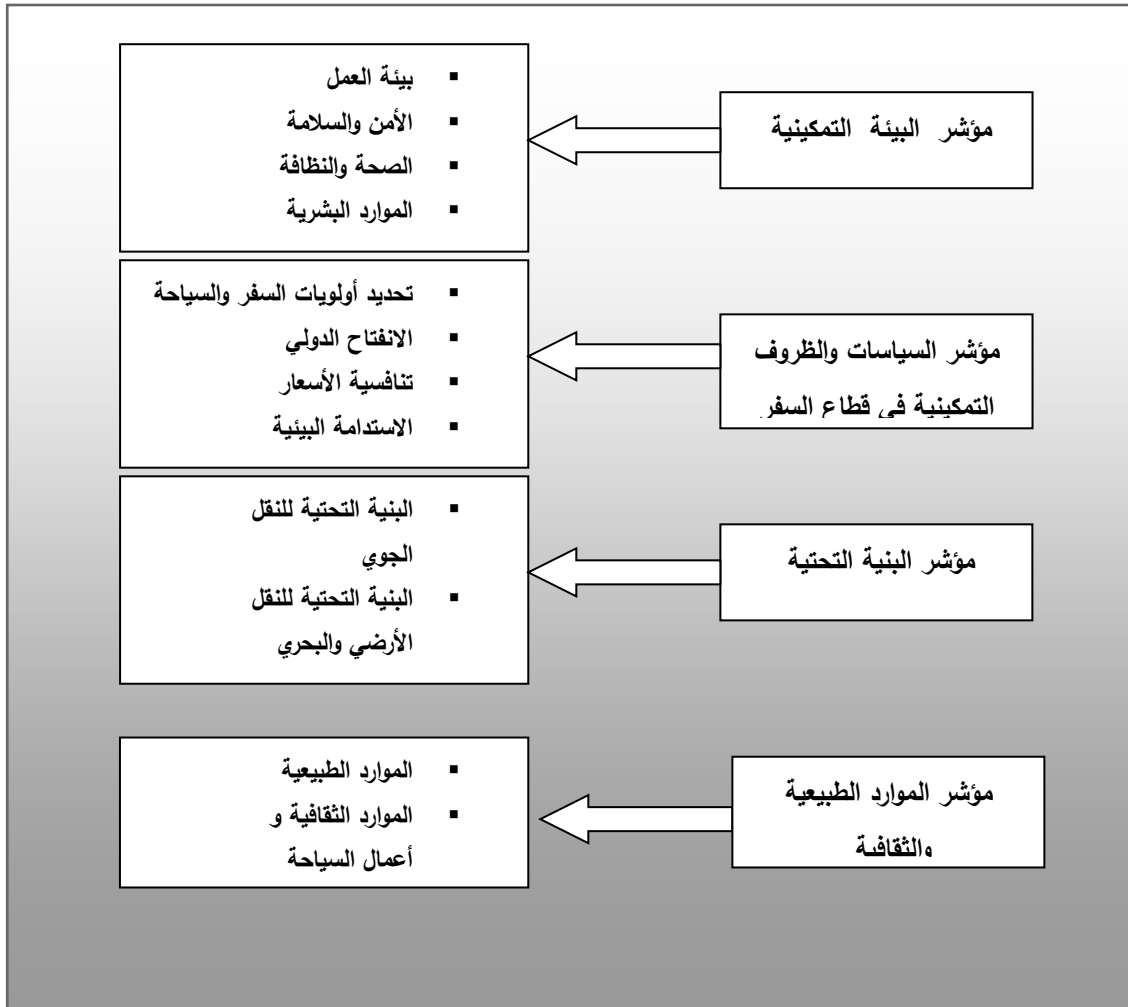 مؤشر البيئة التمكينية
▪ بيئة العمل
▪ الأمن والسلامة
▪ الصحة والنظافة
▪ الموارد البشرية
مؤشر السياسات والظروف
التمكينية في قطاع السفر
▪ تحديد أولويات السفر والسياحة
▪ الانفتاح الدولي
▪ تنافسية الأسعار
▪ الاستدامة البيئية
مؤشر البنية التحتية
▪ البنية التحتية للنقل
الجوي
▪ البنية التحتية للنقل
الأرضي والبحري
مؤشر الموارد الطبيعية
والثقافية
▪ الموارد الطبيعية
▪ الموارد الثقافية و
أعمال السياحة